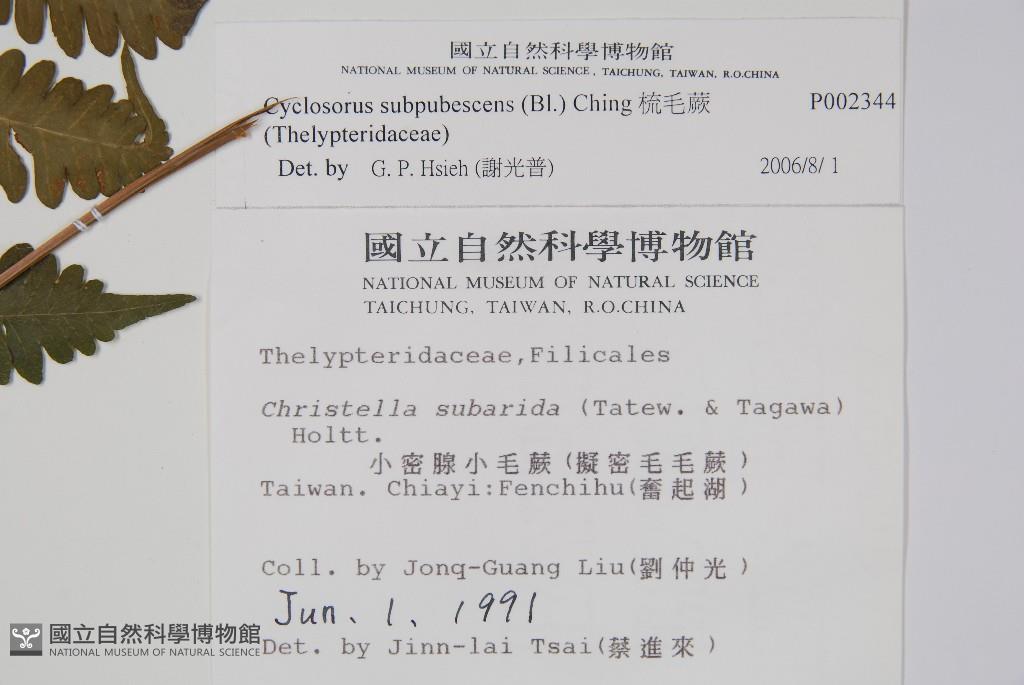 國立自然科學博物館
NATIONAL MUSEUM OF NATURAL SCIENCE, TAICHUNG, TAIWAN, R.O.CHINA
Cyclosorus subpubescens (Bl.) Ching 梳毛蕨 P002344
(Thelypteridaceae)
Det. by G. P. Hsieh (謝光普) 2006/8/ 1
國立自然科學博物館
NATIONAL MUSEUM OF NATURAL SCIENCE
TAICHUNG, TAIWAN, R.O.CHINA
Thelypteridaceae,Filicales
Christella subarida (Tatew. & Tagawa)
Holtt.
小密腺小毛蕨(擬密毛毛蕨)
Taiwan. Chiayi:Fenchihu(奮起湖)
Coll. by Jonq-Guang Liu(劉仲光)
Jun. 1. 1991
Det. by Jinn-lai Tsai(蔡進來)
國立自然科學博物館
NATIONAL MUSEUM OF NATURAL SCIENCE